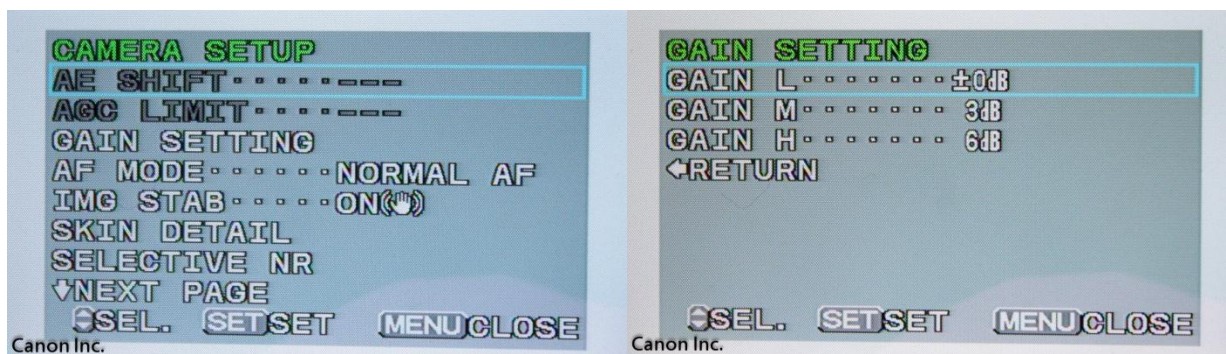 CAMERA SETUP
AE SHIFT·····---
AGC LIMIT····---
GAIN SETTING
AF MODE······NORMAL AF
IMG STAB·····ON
SKIN DETAIL
SELECTIVE NR
NEXT PAGE
SEL. SET SET MENU CLOSE
Canon Inc.
GAIN SETTING
GAIN L·······±0dB
GAIN M······· 3dB
GAIN H······· 6dB
RETURN
SEL. SET SET MENU CLOSE
Canon Inc.